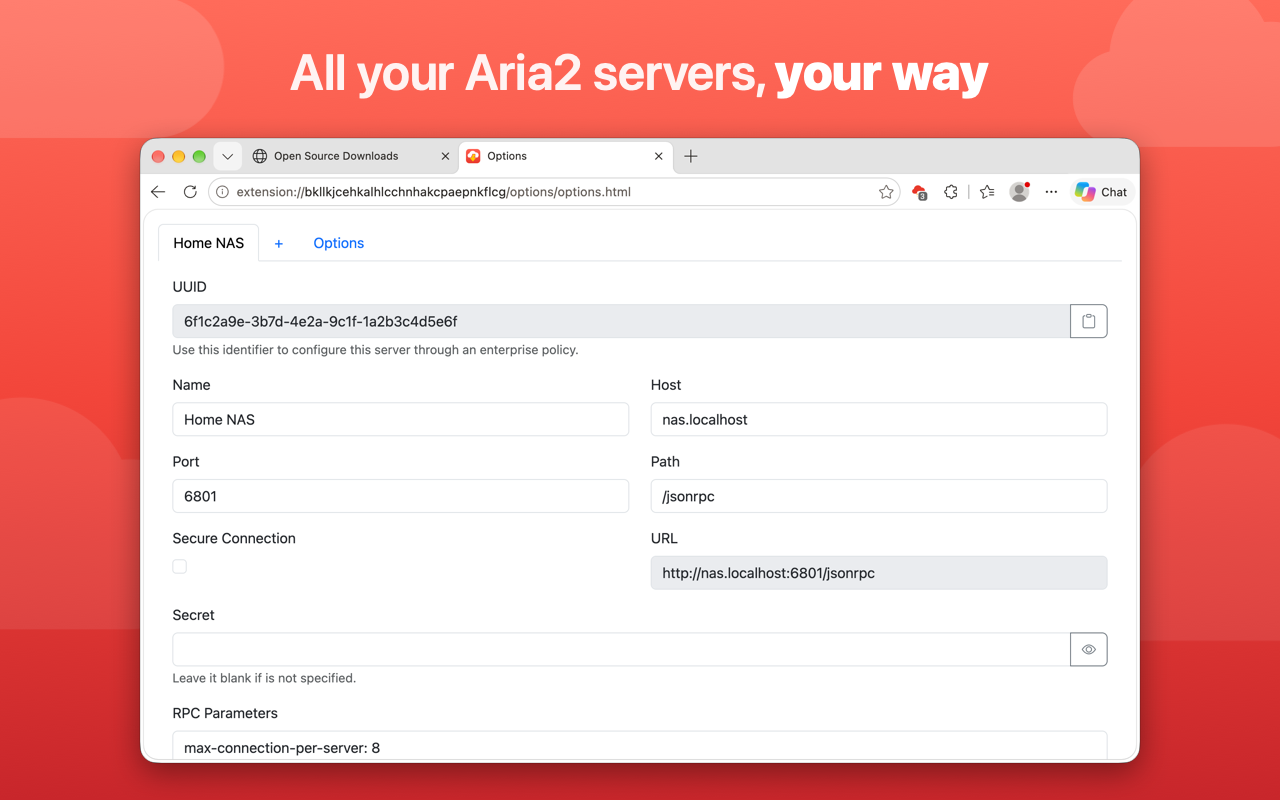 All your Aria2 servers, your way
Open Source Downloads
Options
extension://bkllkjcehkalhlcchnhakcpaepnkflcg/options/options.html
3
Chat
Home NAS
+
Options
UUID
6f1c2a9e-3b7d-4e2a-9c1f-1a2b3c4d5e6f
Use this identifier to configure this server through an enterprise policy.
Name
Host
Home NAS
nas.localhost
Port
Path
6801
/jsonrpc
Secure Connection
URL
http://nas.localhost:6801/jsonrpc
Secret
Leave it blank if is not specified.
RPC Parameters
max-connection-per-server: 8